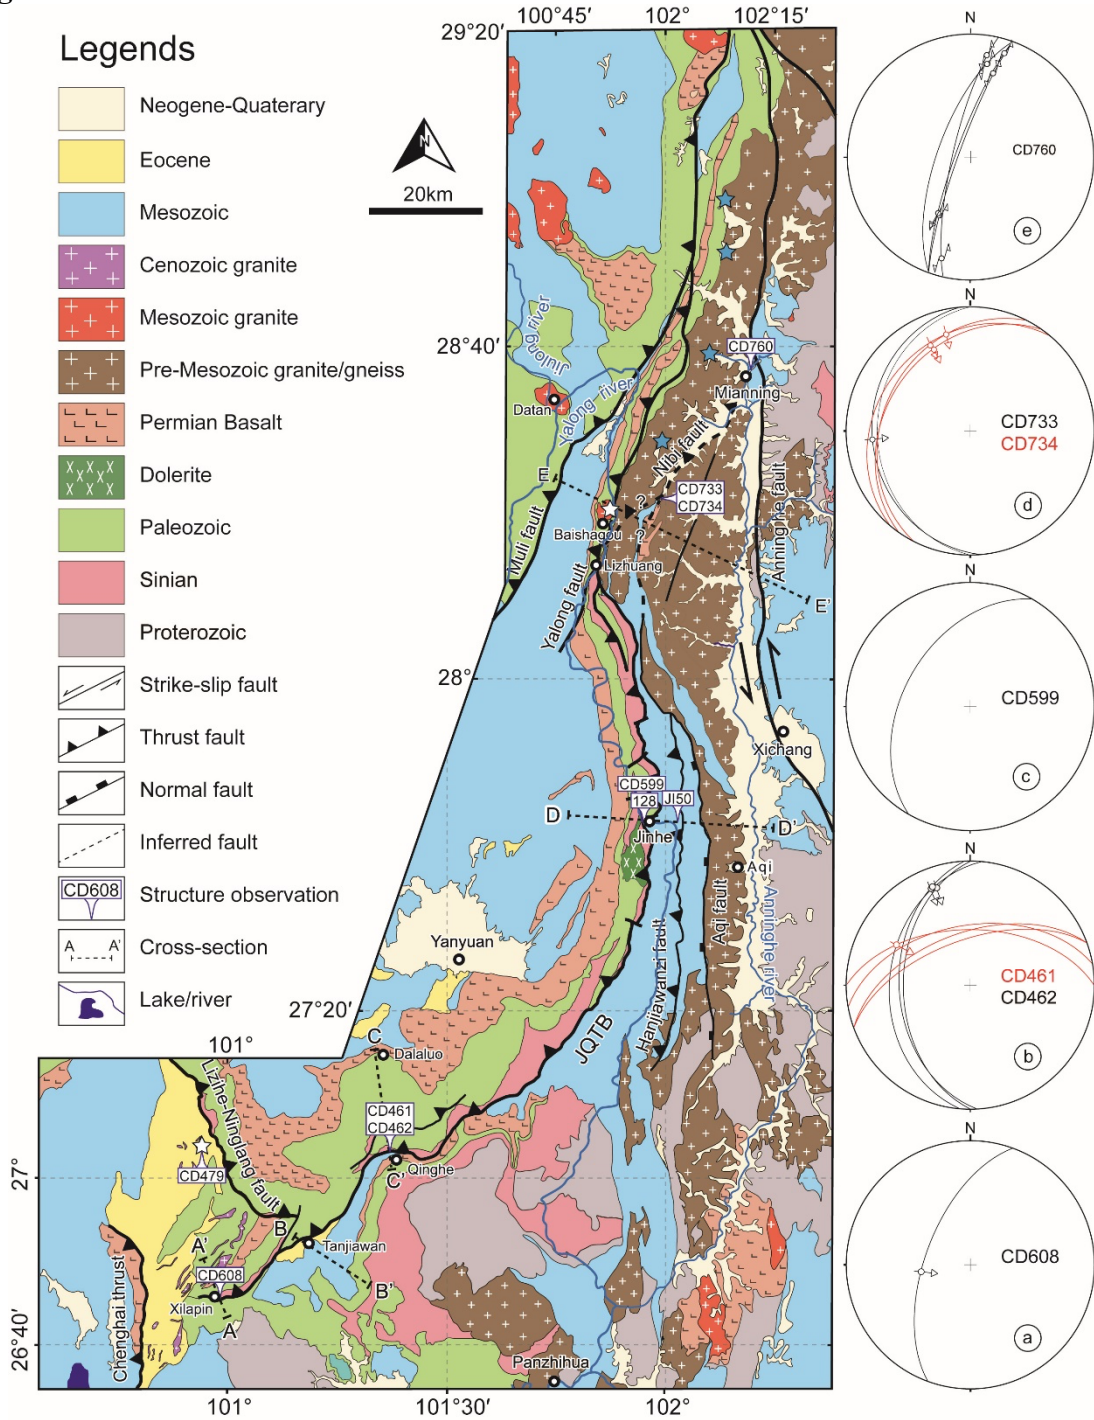 100°45′ 102° 102°15′
29°20′
Legends
Neogene-Quaterary
Eocene
Mesozoic
Cenozoic granite
Mesozoic granite
Pre-Mesozoic granite/gneiss
Permian Basalt
Dolerite
Paleozoic
Sinian
Proterozoic
Strike-slip fault
Thrust fault
Normal fault
Inferred fault
CD608
Structure observation
A A'
Cross-section
Lake/river
N
20km
28°40′
28°
27°20′
101°
27°
26°40′
101° 101°30′ 102°
Jiulong river
Yalong river
Datan
CD760
Mianning
Nibi fault
E
?
CD733
CD734
Baishagou
?
Lizhuang
Muli fault
Yalong fault
Anninghe fault
E'
Xichang
CD599
128
JI50
D
D'
Jinhe
Aqi
Aqi fault
Anninghe river
Hanjiawanzi fault
Yanyuan
JQTB
C
Dalaluo
CD461
CD462
Qinghe
C'
Lizihe-Ninglang fault
CD479
B
Tanjiawan
B'
A'
CD608
Xilapin
A
Chenghai thrust
Panzhihua
N
CD760
e
N
CD733
CD734
d
N
CD599
c
N
CD461
CD462
b
N
CD608
a